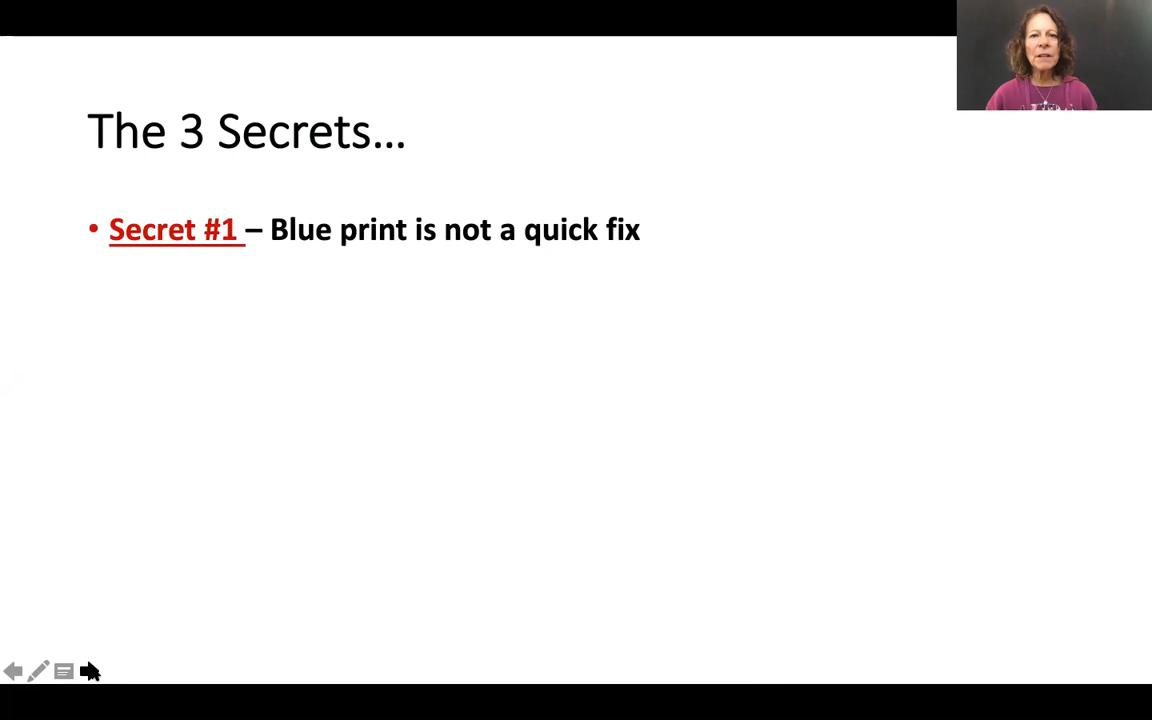 The 3 Secrets...
• Secret #1 – Blue print is not a quick fix